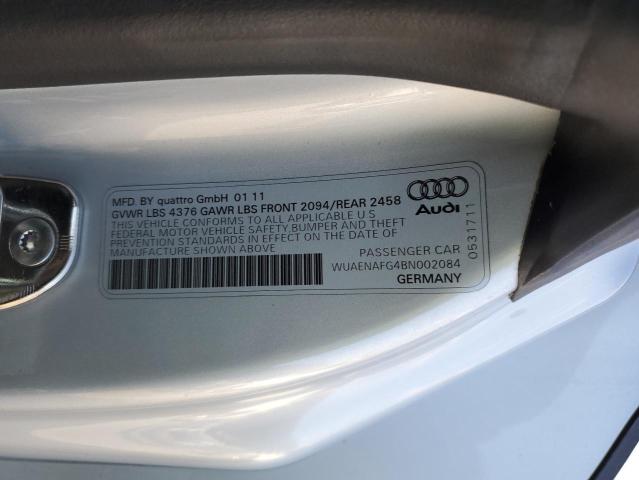 MFD. BY quattro GmbH 01 11
GVWR LBS 4376 GAWR LBS FRONT 2094/REAR 2458
THIS VEHICLE CONFORMS TO ALL APPLICABLE U S
FEDERAL MOTOR VEHICLE SAFETY, BUMPER AND THEFT
PREVENTION STANDARDS IN EFFECT ON THE DATE OF
MANUFACTURE SHOWN ABOVE
PASSENGER CAR
WUAENAFG4BN002084
GERMANY
Audi
0531711